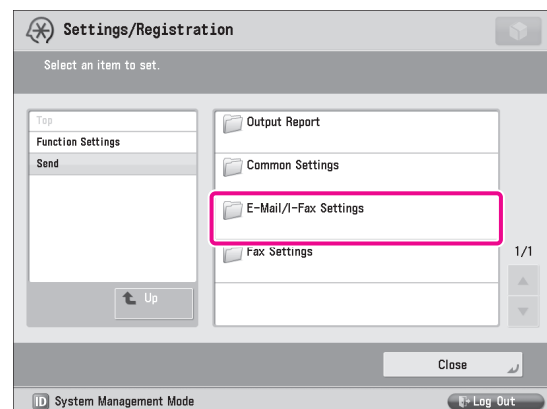 Settings/Registration
Select an item to set.
Top
Function Settings
Send
Up
Output Report
Common Settings
E-Mail/I-Fax Settings
Fax Settings
1/1
Close
ID System Management Mode
Log Out